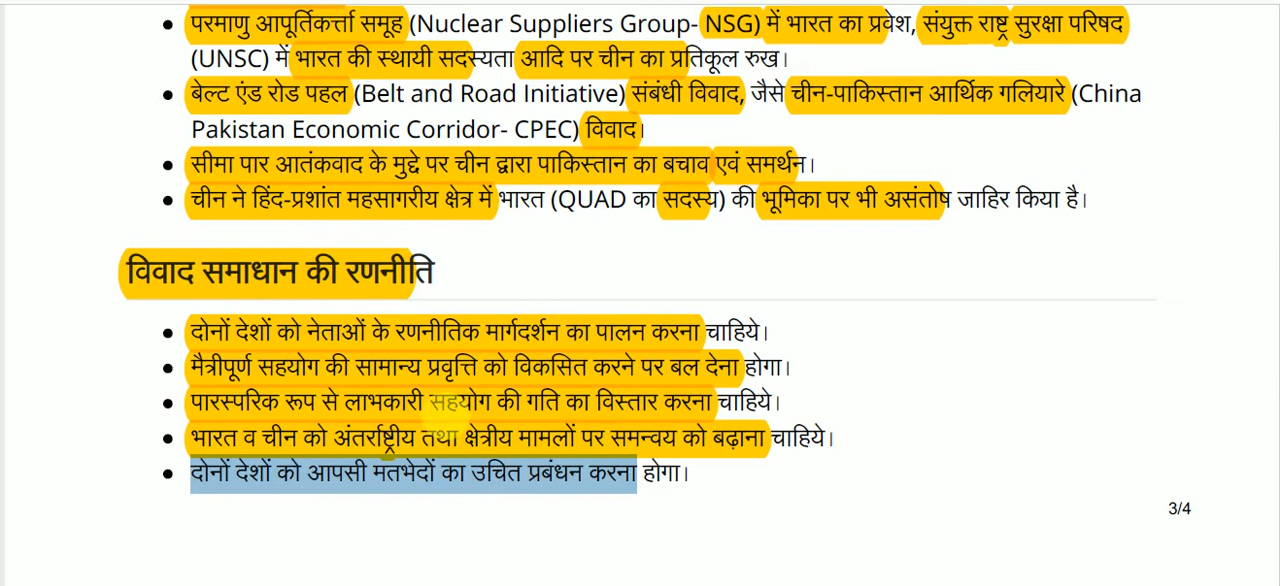 परमाणु आपूर्तिकर्त्ता समूह (Nuclear Suppliers Group- NSG) में भारत का प्रवेश, संयुक्त राष्ट्र सुरक्षा परिषद
(UNSC) में भारत की स्थायी सदस्यता आदि पर चीन का प्रतिकूल रुख।
बेल्ट एंड रोड पहल (Belt and Road Initiative) संबंधी विवाद, जैसे चीन-पाकिस्तान आर्थिक गलियारे (China
Pakistan Economic Corridor- CPEC) विवाद।
सीमा पार आतंकवाद के मुद्दे पर चीन द्वारा पाकिस्तान का बचाव एवं समर्थन।
चीन ने हिंद-प्रशांत महसागरीय क्षेत्र में भारत (QUAD का सदस्य) की भूमिका पर भी असंतोष जाहिर किया है।
विवाद समाधान की रणनीति
दोनों देशों को नेताओं के रणनीतिक मार्गदर्शन का पालन करना चाहिये।
मैत्रीपूर्ण सहयोग की सामान्य प्रवृत्ति को विकसित करने पर बल देना होगा।
पारस्परिक रूप से लाभकारी सहयोग की गति का विस्तार करना चाहिये।
भारत व चीन को अंतर्राष्ट्रीय तथा क्षेत्रीय मामलों पर समन्वय को बढ़ाना चाहिये।
दोनों देशों को आपसी मतभेदों का उचित प्रबंधन करना होगा।
3/4